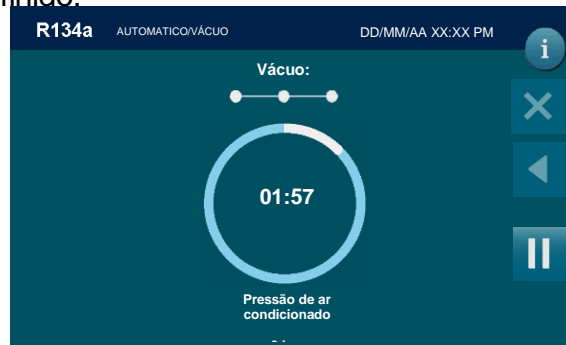 R134a AUTOMATICO/VÁCUO DD/MM/AA XX:XX PM
i
Vácuo:
01:57
Pressão de ar
condicionado